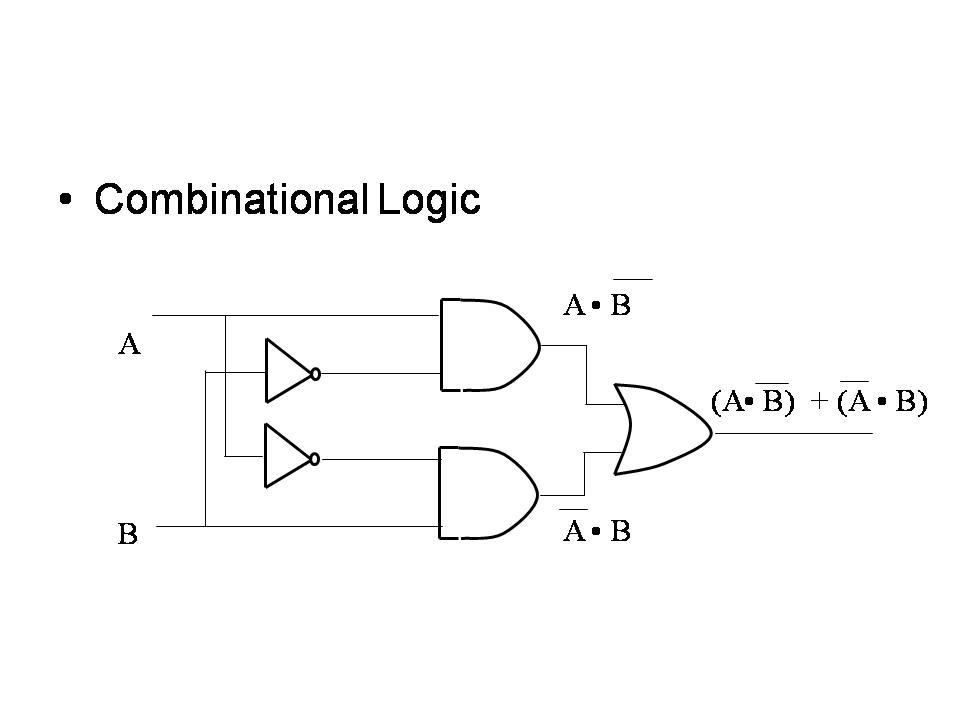 • Combinational Logic
A • B̅
A
(A• B̅) + (A̅ • B)
B
A̅ • B